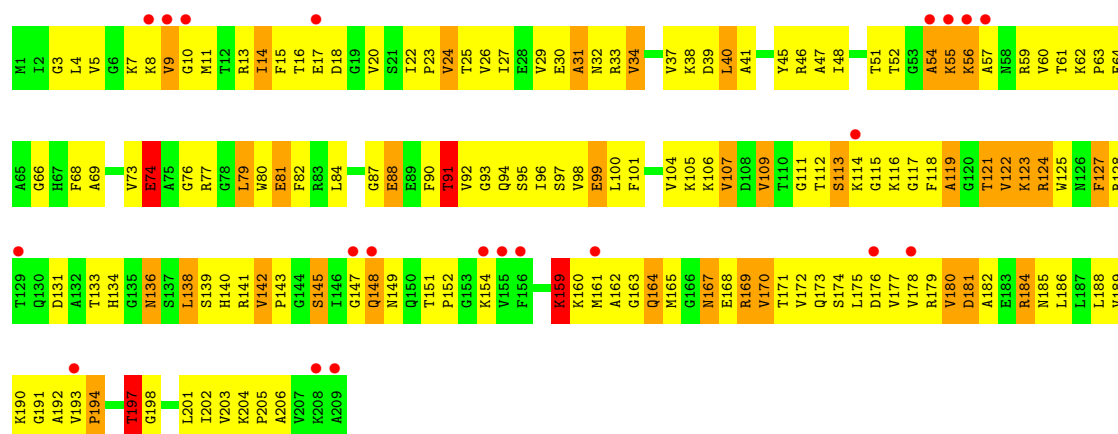 M1 I2 G3 L4 V5 G6 K7 K8 V9 G10 M11 T12 R13 I14 F15 T16 E17 D18 G19 V20 S21 I22 P23 V24 T25 V26 I27 E28 V29 E30 A31 N32 R33 V34 V37 K38 D39 L40 A41 Y45 R46 A47 I48 T51 T52 G53 A54 K55 K56 A57 N58 R59 V60 T61 K62 P63 E64
A65 G66 H67 F68 A69 V73 E74 A75 G76 R77 G78 L79 W80 E81 F82 R83 L84 G87 E88 E89 F90 T91 V92 G93 Q94 S95 I96 S97 V98 E99 L100 F101 V104 K105 K106 V107 D108 V109 T110 G111 T112 S113 K114 G115 K116 G117 F118 A119 G120 T121 V122 K123 R124 W125 N126 F127 R128
T129 Q130 D131 A132 T133 H134 G135 N136 S137 L138 S139 H140 R141 V142 P143 G144 S145 I146 G147 Q148 N149 Q150 T151 P152 G153 K154 V155 F156 K159 K160 M161 A162 G163 Q164 M165 G166 N167 E168 R169 V170 T171 V172 Q173 S174 L175 D176 V177 V178 R179 V180 D181 A182 E183 R184 N185 L186 L187 L188 V189
K190 G191 A192 V193 P194 T197 G198 L201 I202 V203 K204 P205 A206 V207 K208 A209